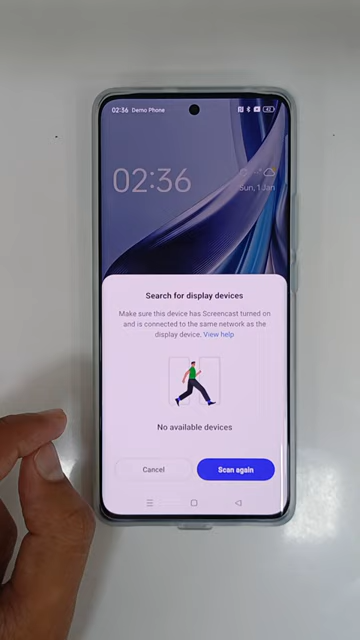 02:36 Demo Phone
02:36
Sun, 1 Jan
Search for display devices
Make sure this device has Screencast turned on
and is connected to the same network as the
display device. View help
No available devices
Cancel
Scan again